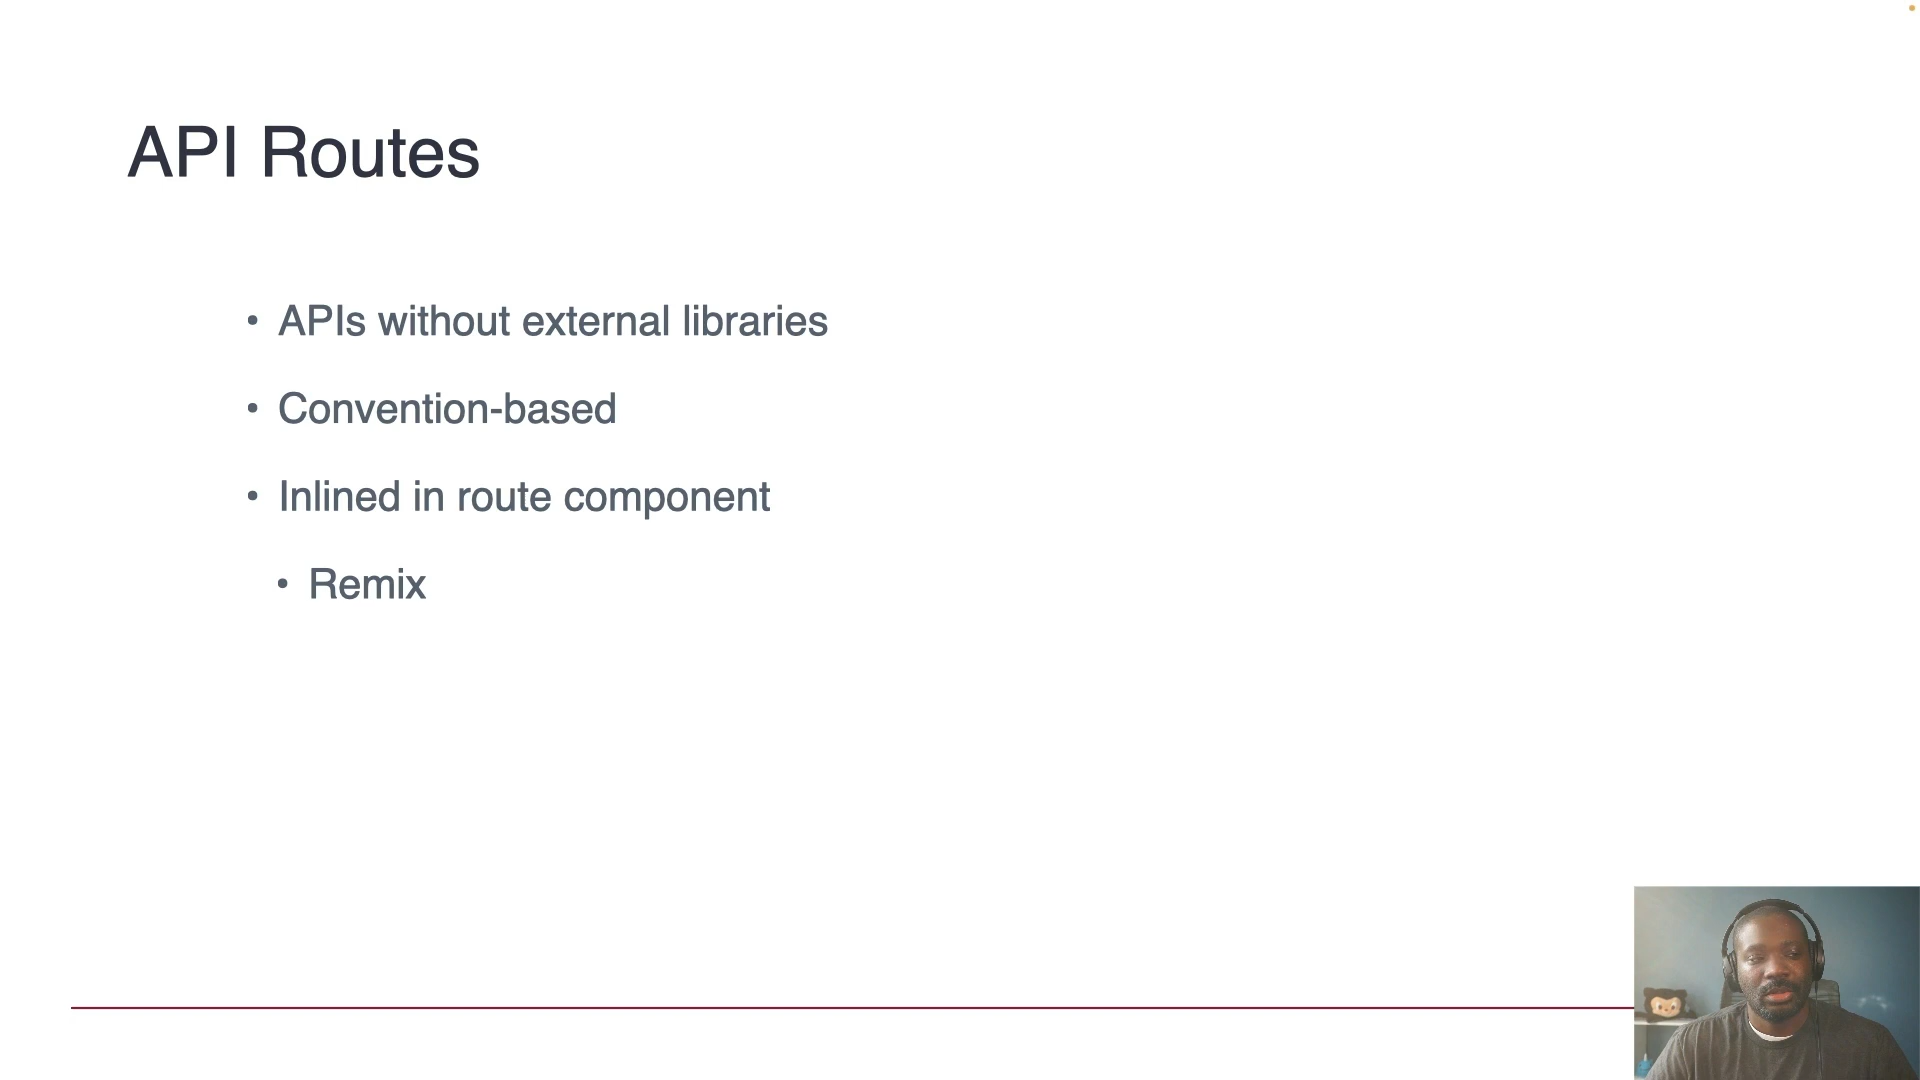 API Routes
• APIs without external libraries
• Convention-based
• Inlined in route component
• Remix